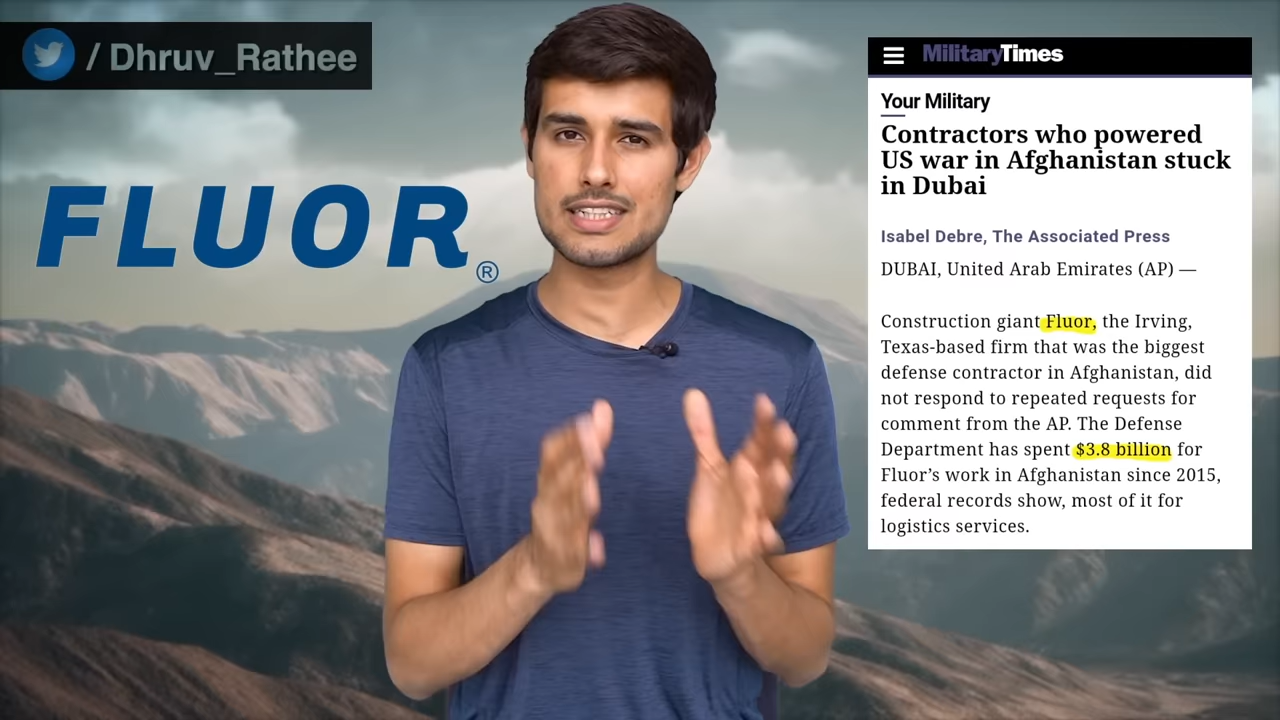 / Dhruv_Rathee
FLUOR
®
MilitaryTimes
Your Military
Contractors who powered
US war in Afghanistan stuck
in Dubai
Isabel Debre, The Associated Press
DUBAI, United Arab Emirates (AP) —
Construction giant Fluor, the Irving,
Texas-based firm that was the biggest
defense contractor in Afghanistan, did
not respond to repeated requests for
comment from the AP. The Defense
Department has spent $3.8 billion for
Fluor’s work in Afghanistan since 2015,
federal records show, most of it for
logistics services.